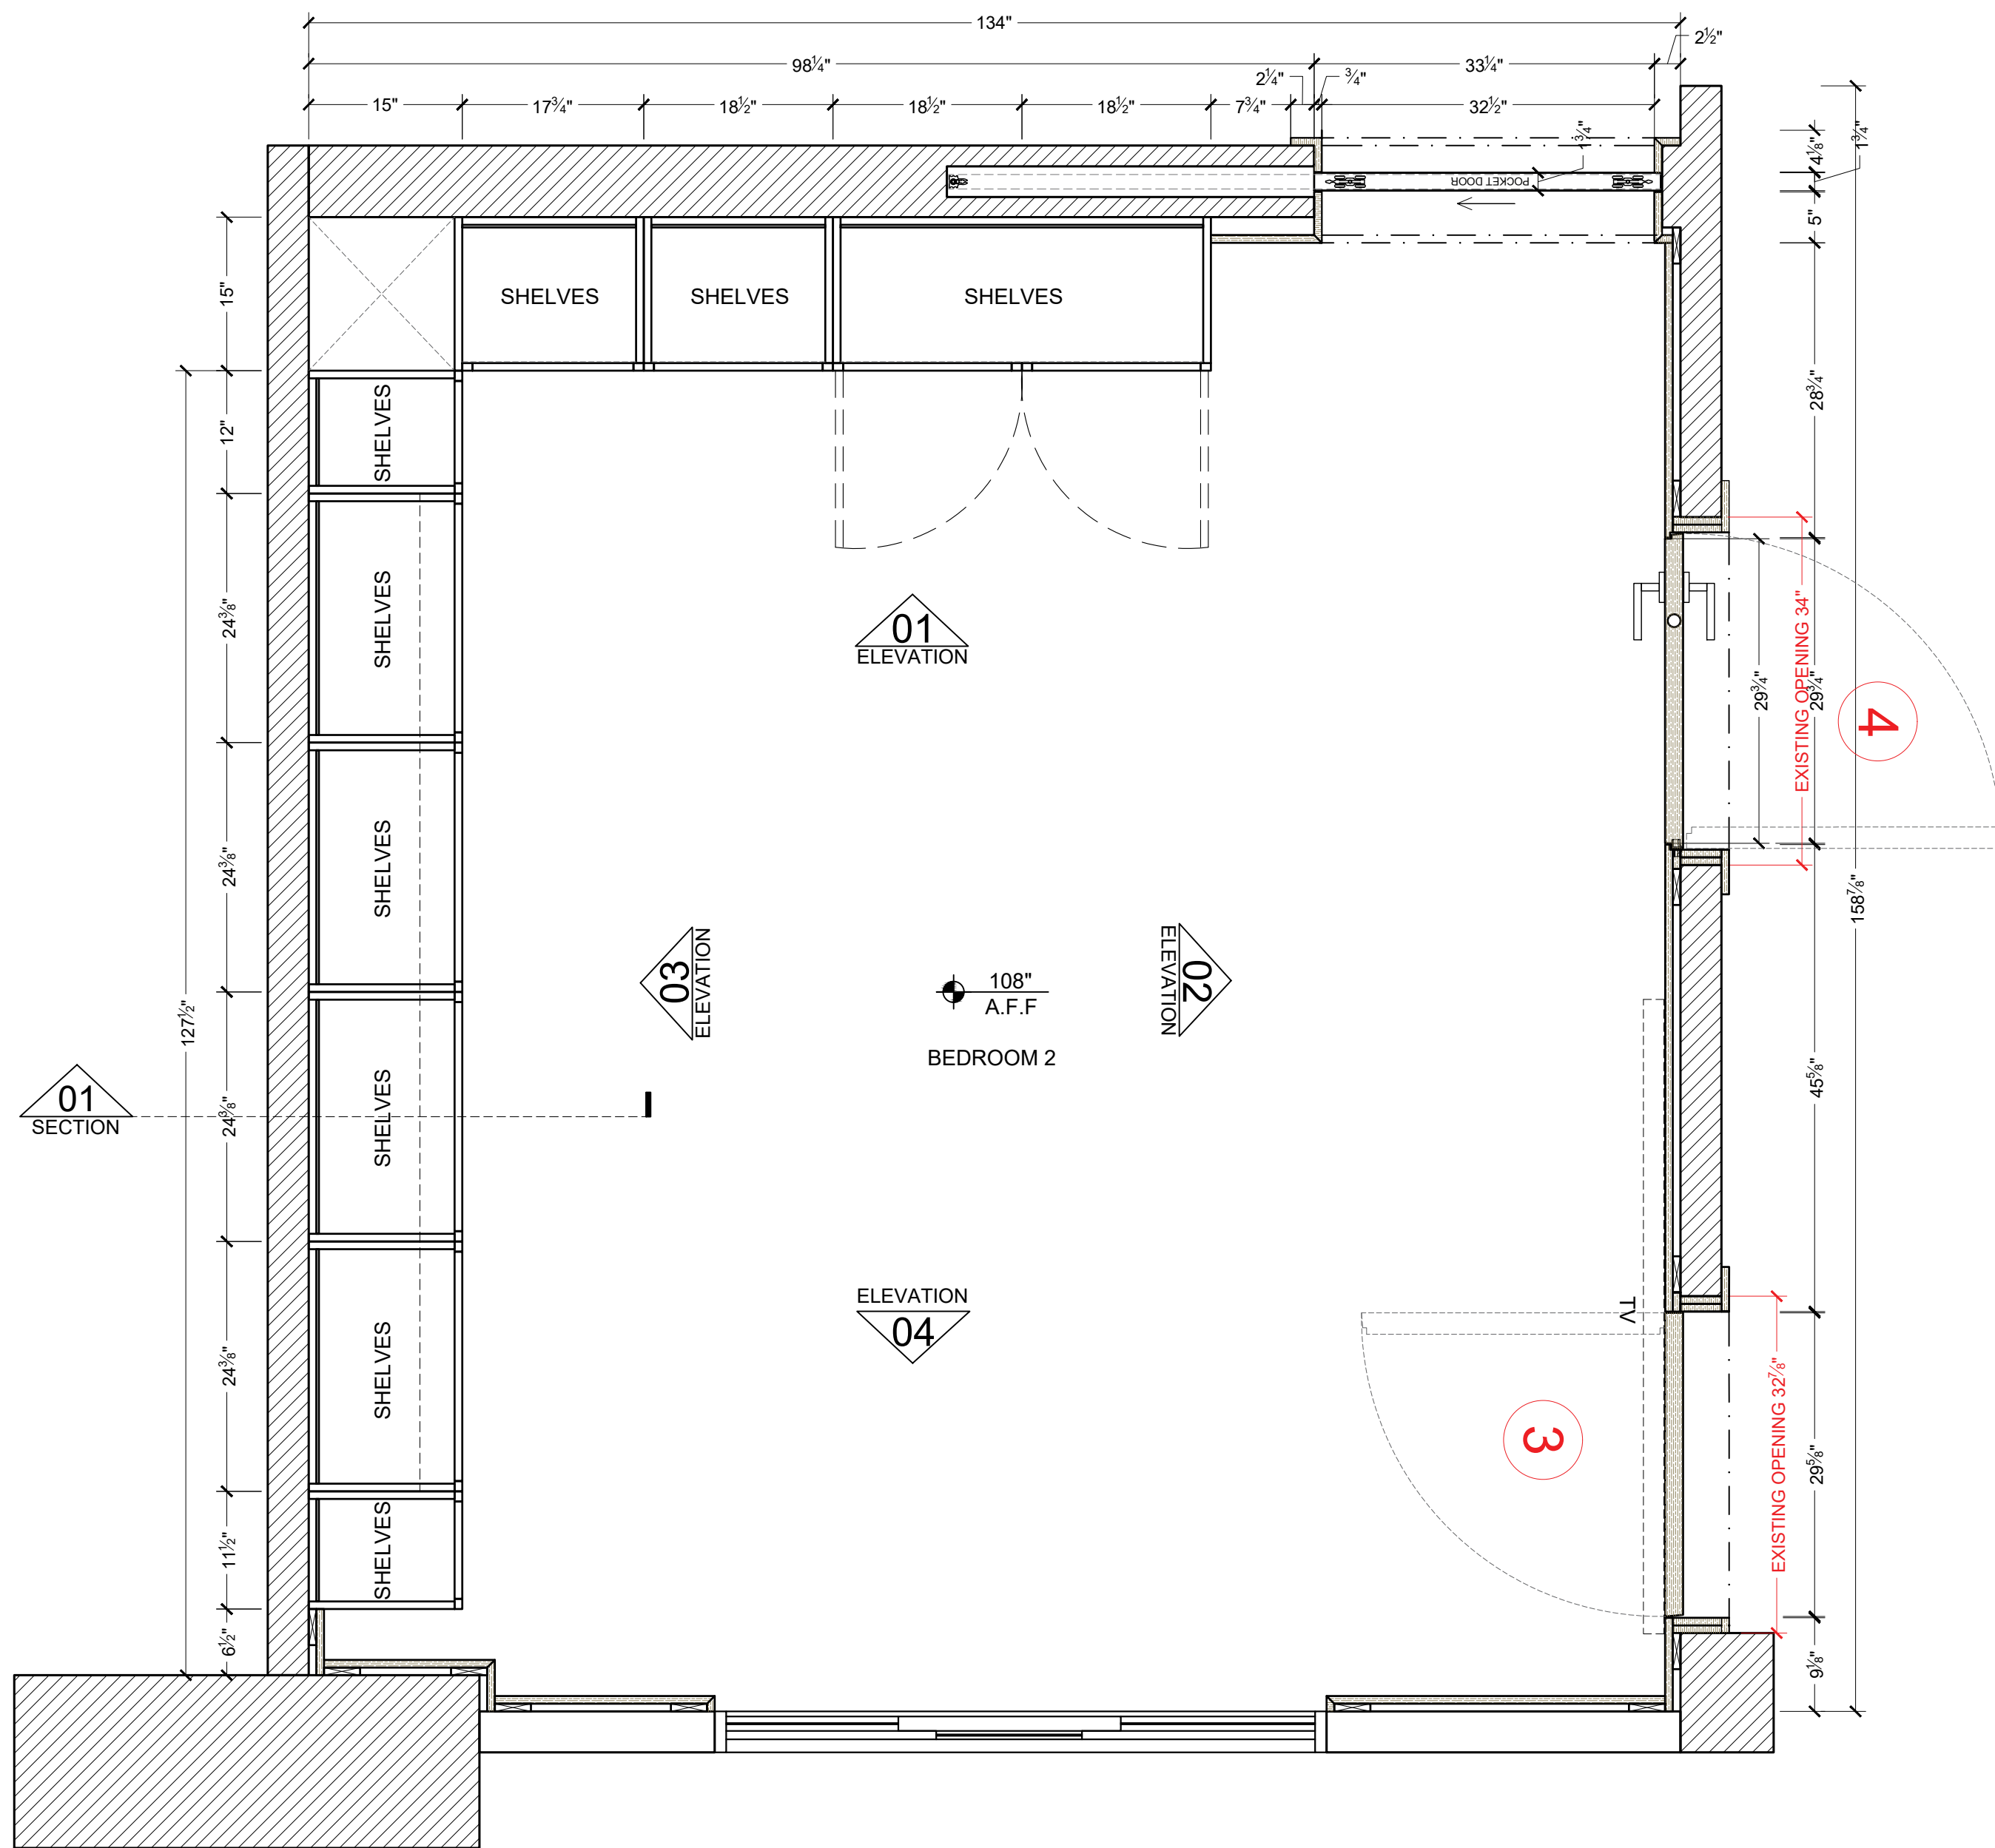 134"
2½"
98¼"
33¼"
2¼"
¾"
15"
17¾"
18½"
18½"
18½"
7¾"
32½"
1¾"
4⅛"
1¾"
POCKET DOOR
5"
15"
SHELVES
SHELVES
SHELVES
28¾"
12"
SHELVES
24⅜"
SHELVES
01
ELEVATION
EXISTING OPENING 34"
29¾"
29¾"
4
24⅜"
SHELVES
158⅞"
03
ELEVATION
108"
A.F.F
02
ELEVATION
127½"
BEDROOM 2
01
SECTION
24⅜"
SHELVES
45⅝"
ELEVATION
04
TV
24⅜"
SHELVES
3
EXISTING OPENING 32⅞"
29⅝"
11½"
SHELVES
6½"
9⅛"